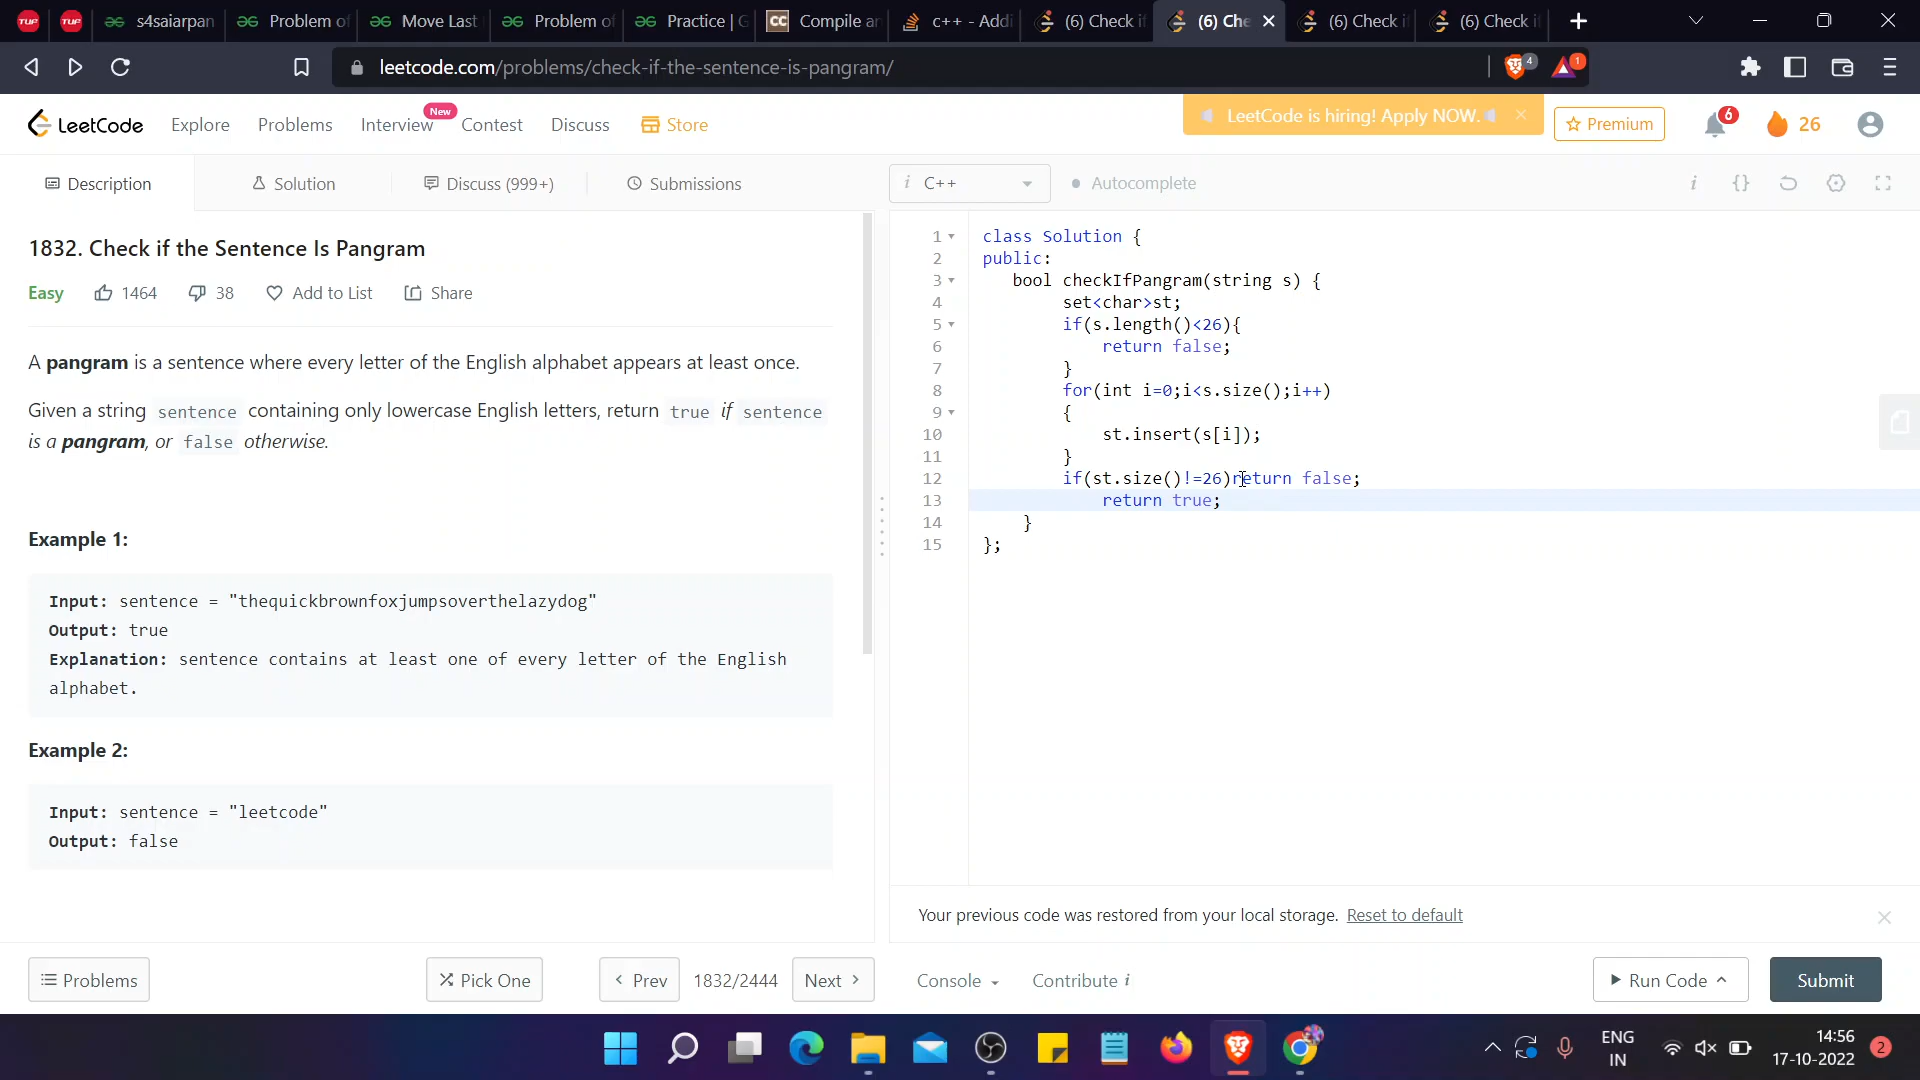 s4saiarpan
Problem of
Move Last
Problem of
Practice | G
CC
Compile an
c++ - Addi
(6) Check if
(6) Che
(6) Check if
(6) Check if
leetcode.com/problems/check-if-the-sentence-is-pangram/
4
1
LeetCode
Explore
Problems
Interview
New
Contest
Discuss
Store
LeetCode is hiring! Apply NOW.
Premium
6
26
Description
Solution
Discuss (999+)
Submissions
C++
Autocomplete
1832. Check if the Sentence Is Pangram
Easy
1464
38
Add to List
Share
A pangram is a sentence where every letter of the English alphabet appears at least once.
Given a string sentence containing only lowercase English letters, return true if sentence
is a pangram, or false otherwise.
Example 1:
Input: sentence = "thequickbrownfoxjumpsoverthelazydog"
Output: true
Explanation: sentence contains at least one of every letter of the English
alphabet.
Example 2:
Input: sentence = "leetcode"
Output: false
1 class Solution {
2 public:
3 bool checkIfPangram(string s) {
4 set<char>st;
5 if(s.length()<26){
6 return false;
7 }
8 for(int i=0;i<s.size();i++)
9 {
10 st.insert(s[i]);
11 }
12 if(st.size()!=26)return false;
13 return true;
14 }
15 };
Your previous code was restored from your local storage. Reset to default
Problems
Pick One
Prev
1832/2444
Next
Console
Contribute i
Run Code
Submit
ENG
IN
14:56
17-10-2022
2